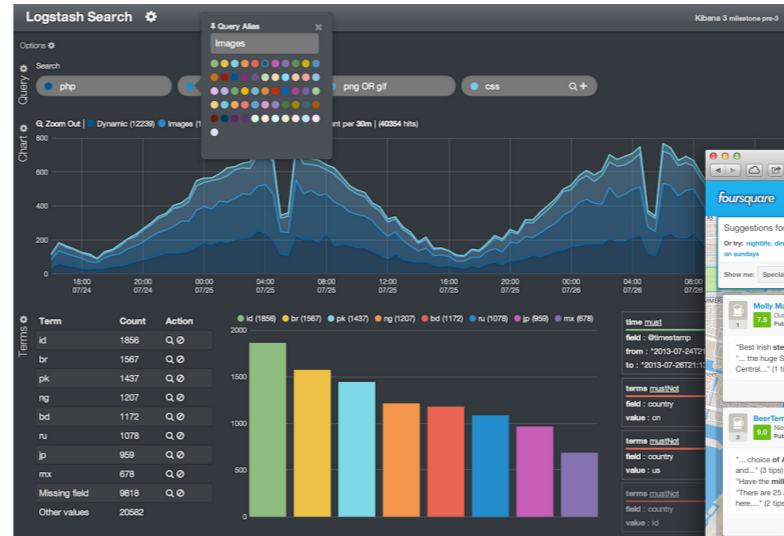 Logstash Search
Kibana 3 milestone pre-3
Query Alias
Images
Options
Query
Search
php
png OR gif
css
Chart
Zoom Out | Dynamic (12239) Images
per 30m | (40354 hits)
800
600
400
200
0
16:00 07/24
20:00 07/24
00:00 07/25
04:00 07/25
08:00 07/25
12:00 07/25
16:00 07/25
20:00 07/25
00:00 07/26
04:00 07/26
08:00 07/26
Terms
Term Count Action
id 1856
br 1567
pk 1437
ng 1207
bd 1172
ru 1078
jp 959
mx 678
Missing field 9818
Other values 20582
id (1856) br (1567) pk (1437) ng (1207) bd (1172) ru (1078) jp (959) mx (678)
2000
1500
1000
500
0
time must
field : @timestamp
from : "2013-07-24T21
to : "2013-07-26T21:1
terms mustNot
field : country
value : cn
terms mustNot
field : country
value : us
terms mustNot
field : country
value : id
foursquare
Suggestions for
Or try: nightlife,
on sundays
Show me:
Molly
7.8
1
"Best Irish
"... the huge S
Central..."
9.0
2
"... choice of
and..." (3 tips)
"Have the
"There are 25
here,..." (2 tips